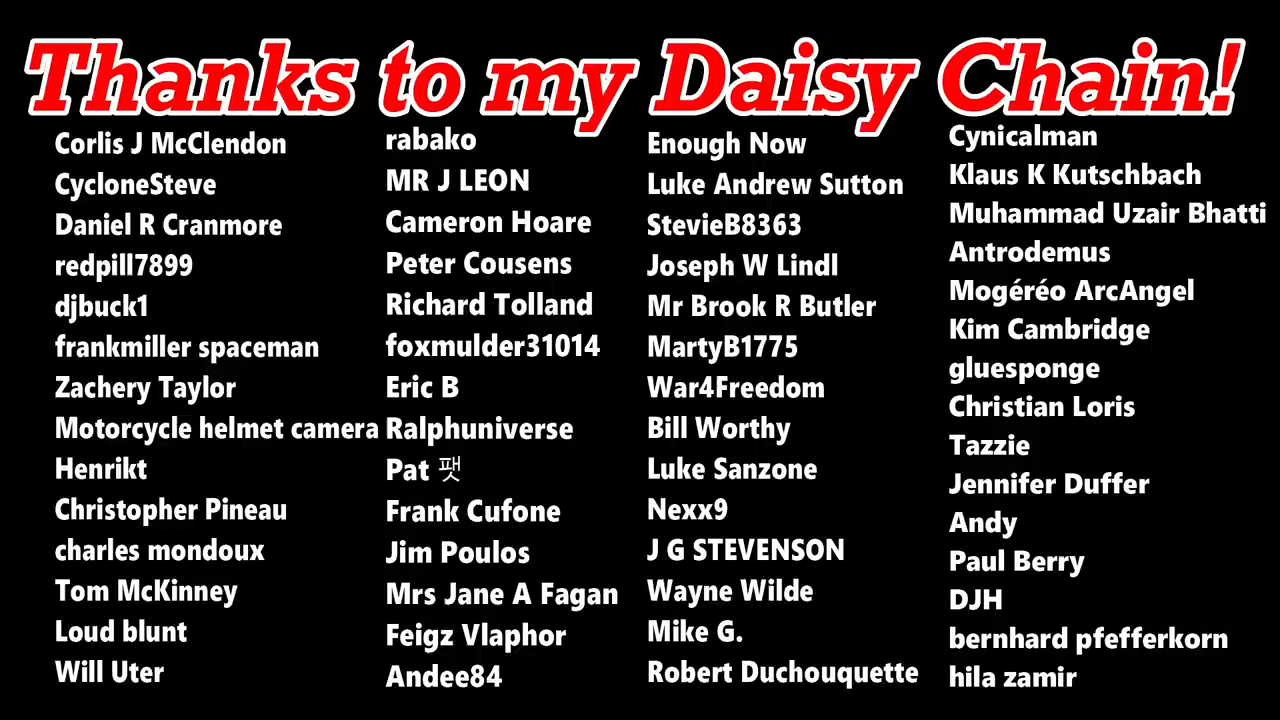 Thanks to my Daisy Chain!
Corlis J McClendon
CycloneSteve
Daniel R Cranmore
redpill7899
djbuck1
frankmiller spaceman
Zachery Taylor
Motorcycle helmet camera
Henrikt
Christopher Pineau
charles mondoux
Tom McKinney
Loud blunt
Will Uter
rabako
MR J LEON
Cameron Hoare
Peter Cousens
Richard Tolland
foxmulder31014
Eric B
Ralphuniverse
Pat 팻
Frank Cufone
Jim Poulos
Mrs Jane A Fagan
Feigz Vlaphor
Andee84
Enough Now
Luke Andrew Sutton
StevieB8363
Joseph W Lindl
Mr Brook R Butler
MartyB1775
War4Freedom
Bill Worthy
Luke Sanzone
Nexx9
J G STEVENSON
Wayne Wilde
Mike G.
Robert Duchouquette
Cynicalman
Klaus K Kutschbach
Muhammad Uzair Bhatti
Antrodemus
Mogéréo ArcAngel
Kim Cambridge
gluesponge
Christian Loris
Tazzie
Jennifer Duffer
Andy
Paul Berry
DJH
bernhard pfefferkorn
hila zamir